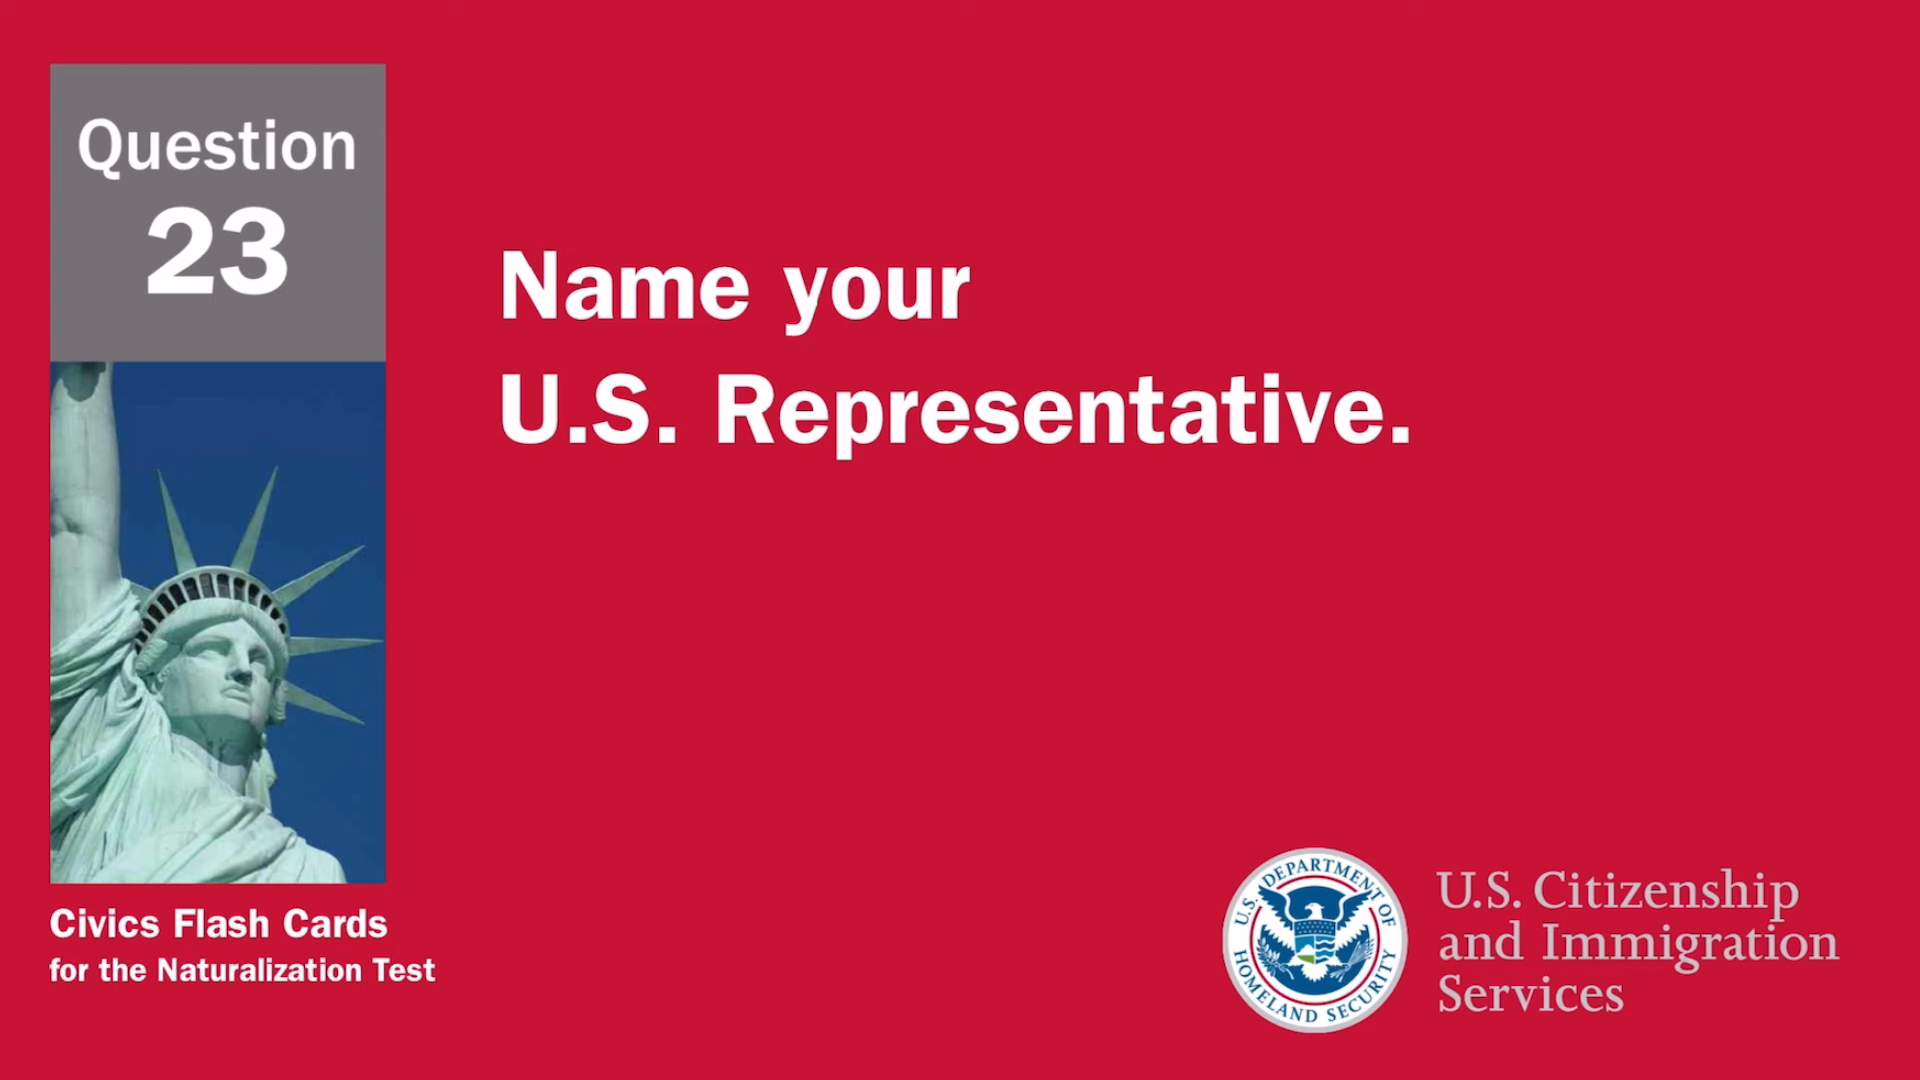 Question
23
Name your
U.S. Representative.
Civics Flash Cards
for the Naturalization Test
U.S. DEPARTMENT OF
HOMELAND SECURITY
U.S. Citizenship
and Immigration
Services